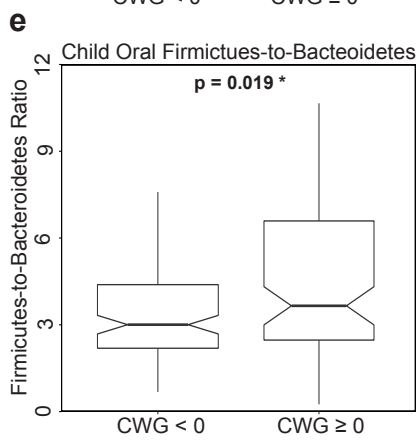 CWG < 0 CWG ≥ 0
e
Child Oral Firmictues-to-Bacteoidetes
p = 0.019 *
Firmicutes-to-Bacteroidetes Ratio
12
9
6
3
0
CWG < 0 CWG ≥ 0